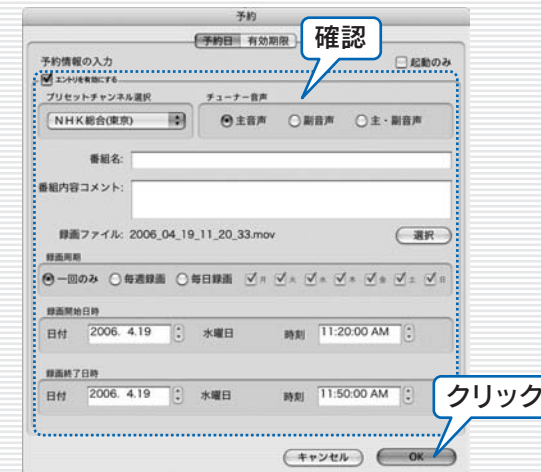 予約
予約日 有効期限
確認
予約情報の入力 起動のみ
エントリを有効にする
プリセットチャンネル選択 チューナー音声
NHK総合(東京) 主音声 副音声 主・副音声
番組名:
番組内容コメント:
録画ファイル: 2006_04_19_11_20_33.mov 選択
録画周期
一回のみ 毎週録画 毎日録画 月 火 水 木 金 土 日
録画開始日時
日付 2006. 4.19 水曜日 時刻 11:20:00 AM
録画終了日時
日付 2006. 4.19 水曜日 時刻 11:50:00 AM
クリック
キャンセル OK